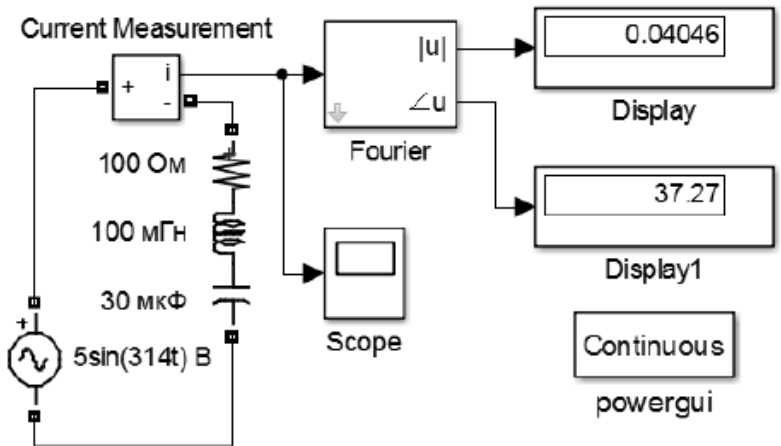 Current Measurement
+
i
-
|u|
∠u
Fourier
0.04046
Display
37.27
Display1
100 Ом
100 мГн
30 мкФ
Scope
+
5sin(314t) В
Continuous
powergui